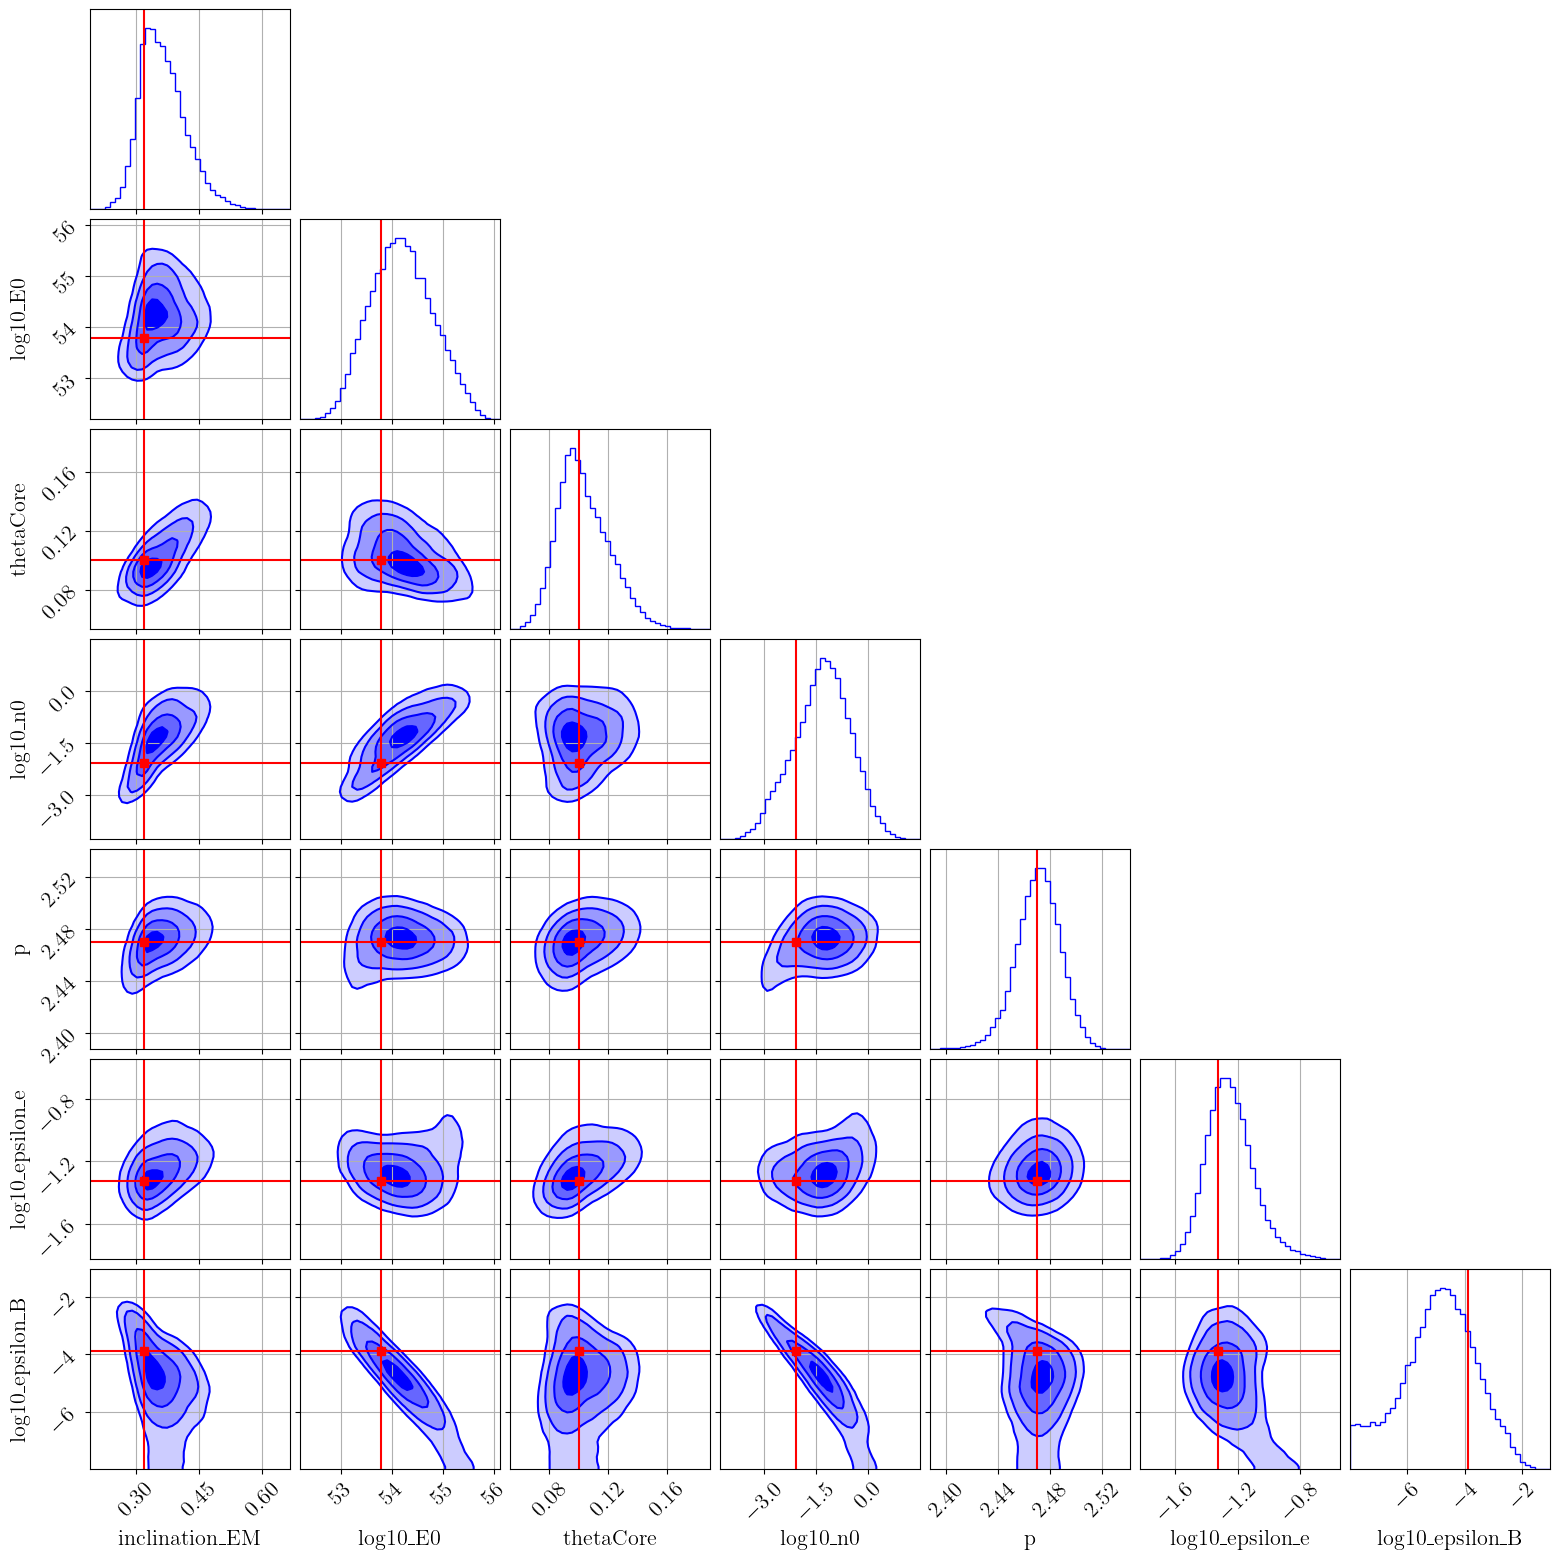 log10_E0
56
55
54
53
thetaCore
0.16
0.12
0.08
log10_n0
0.0
−1.5
−3.0
p
2.52
2.48
2.44
2.40
log10_epsilon_e
−0.8
−1.2
−1.6
log10_epsilon_B
−2
−4
−6
0.30 0.45 0.60 53 54 55 56 0.08 0.12 0.16 −3.0 −1.5 0.0 2.40 2.44 2.48 2.52 −1.6 −1.2 −0.8 −6 −4 −2
inclination_EM log10_E0 thetaCore log10_n0 p log10_epsilon_e log10_epsilon_B